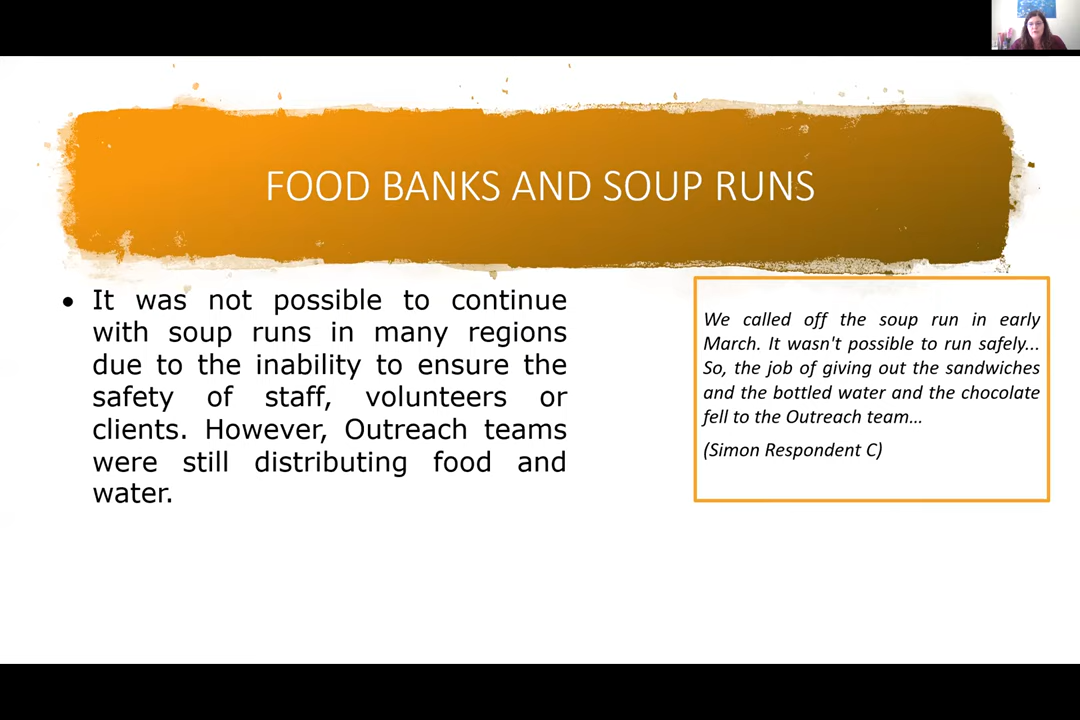 FOOD BANKS AND SOUP RUNS
• It was not possible to continue
with soup runs in many regions
due to the inability to ensure the
safety of staff, volunteers or
clients. However, Outreach teams
were still distributing food and
water.
We called off the soup run in early
March. It wasn't possible to run safely...
So, the job of giving out the sandwiches
and the bottled water and the chocolate
fell to the Outreach team…
(Simon Respondent C)